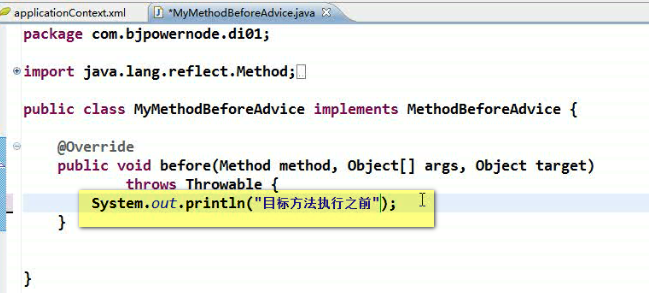 applicationContext.xml
*MyMethodBeforeAdvice.java
package com.bjpowernode.di01;
import java.lang.reflect.Method;
public class MyMethodBeforeAdvice implements MethodBeforeAdvice {
@Override
public void before(Method method, Object[] args, Object target)
throws Throwable {
System.out.println("目标方法执行之前");
}
}